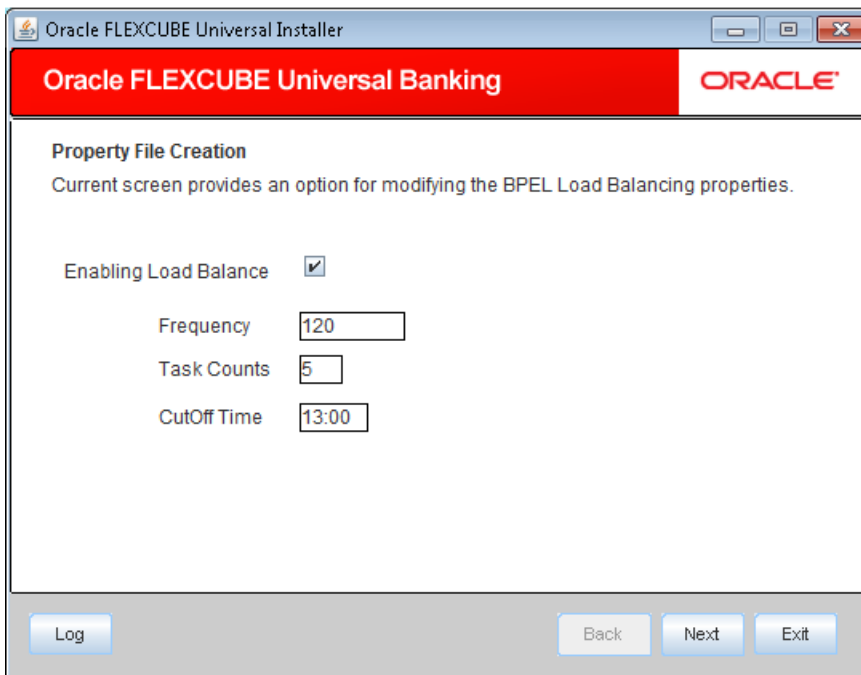 Oracle FLEXCUBE Universal Installer
Oracle FLEXCUBE Universal Banking
ORACLE
Property File Creation
Current screen provides an option for modifying the BPEL Load Balancing properties.
Enabling Load Balance
Frequency 120
Task Counts 5
CutOff Time 13:00
Log Back Next Exit